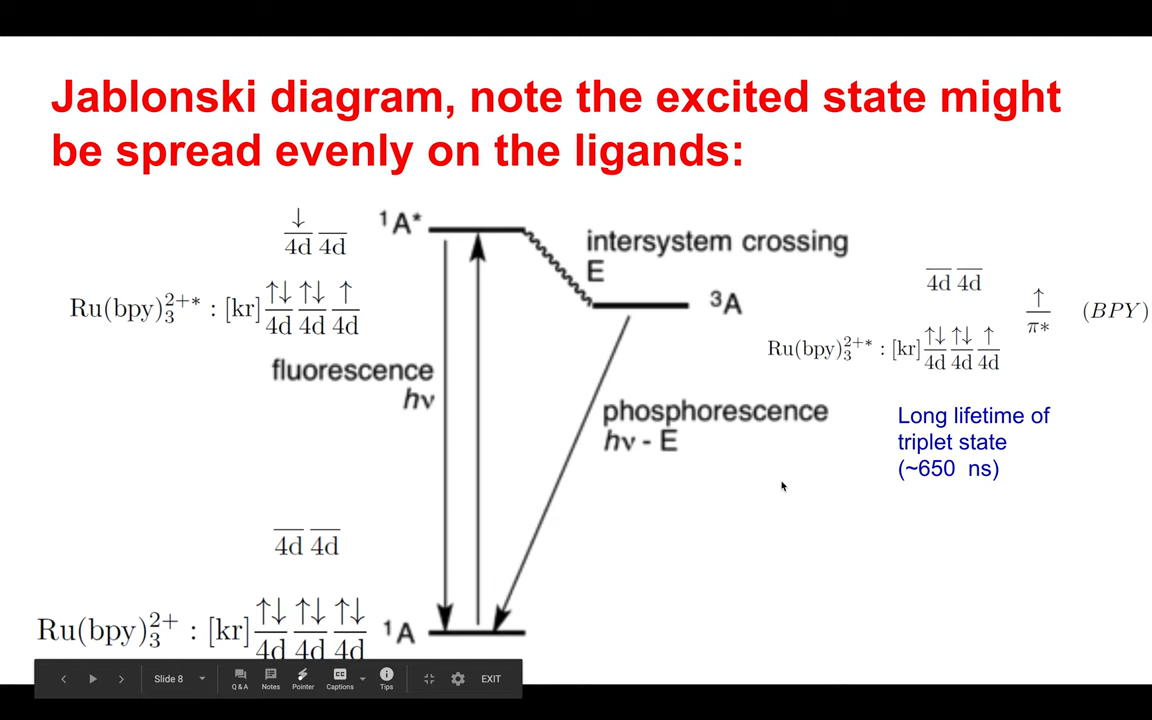 Jablonski diagram, note the excited state might
be spread evenly on the ligands:
↓
4d 4d
¹A*
Ru(bpy)₃²⁺* : [kr] ↑↓ ↑↓ ↑
4d 4d 4d
intersystem crossing
E
³A
4d 4d
↑
π* (BPY)
Ru(bpy)₃²⁺* : [kr] ↑↓ ↑↓ ↑
4d 4d 4d
fluorescence
hν
phosphorescence
hν - E
Long lifetime of
triplet state
(~650 ns)
4d 4d
Ru(bpy)₃²⁺ : [kr] ↑↓ ↑↓ ↑↓
4d 4d 4d
¹A
Slide 8
Q & A
Notes
Pointer
Captions
Tips
EXIT